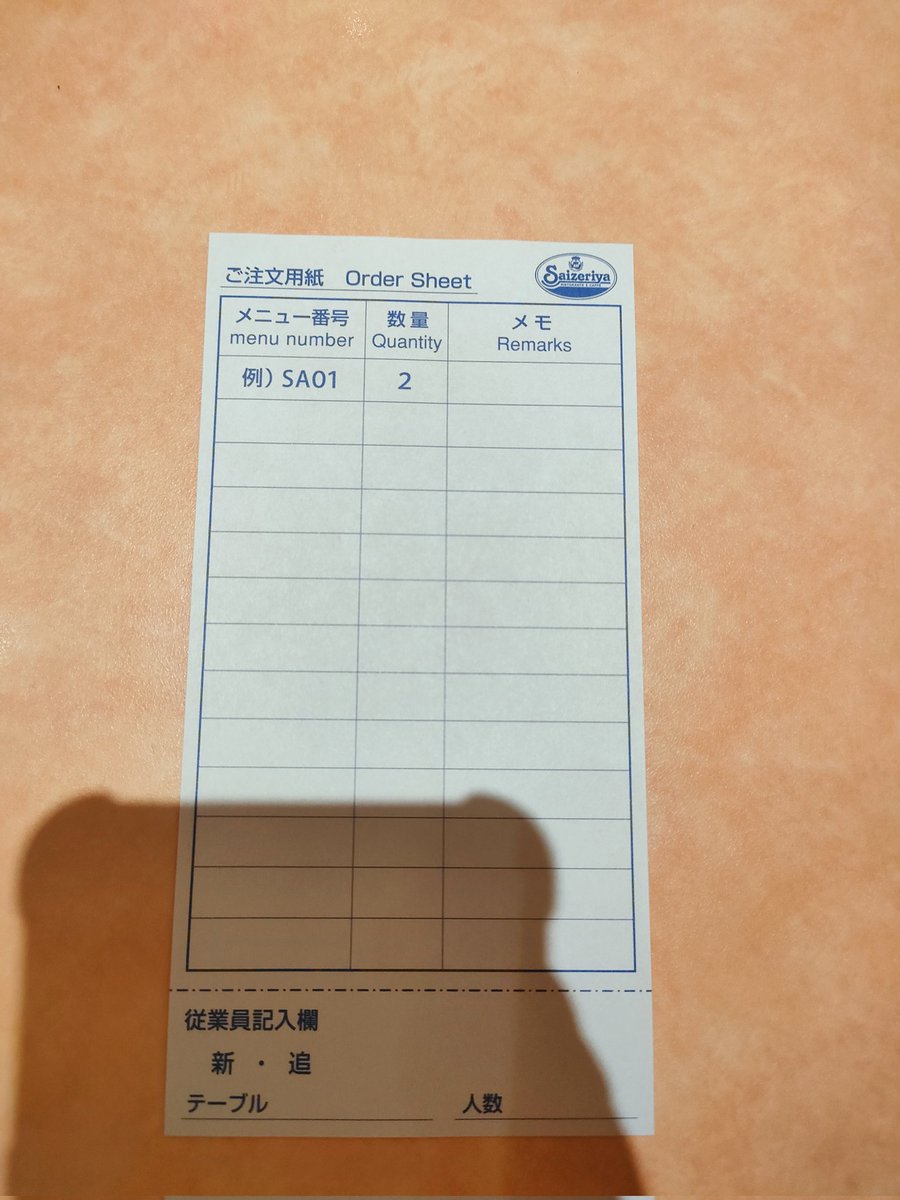 ご注文用紙 Order Sheet
Saizeriya
RISTORANTE E CAFFÈ
メニュー番号 数量 メモ
menu number Quantity Remarks
例) SA01 2
従業員記入欄
新 ・ 追
テーブル 人数